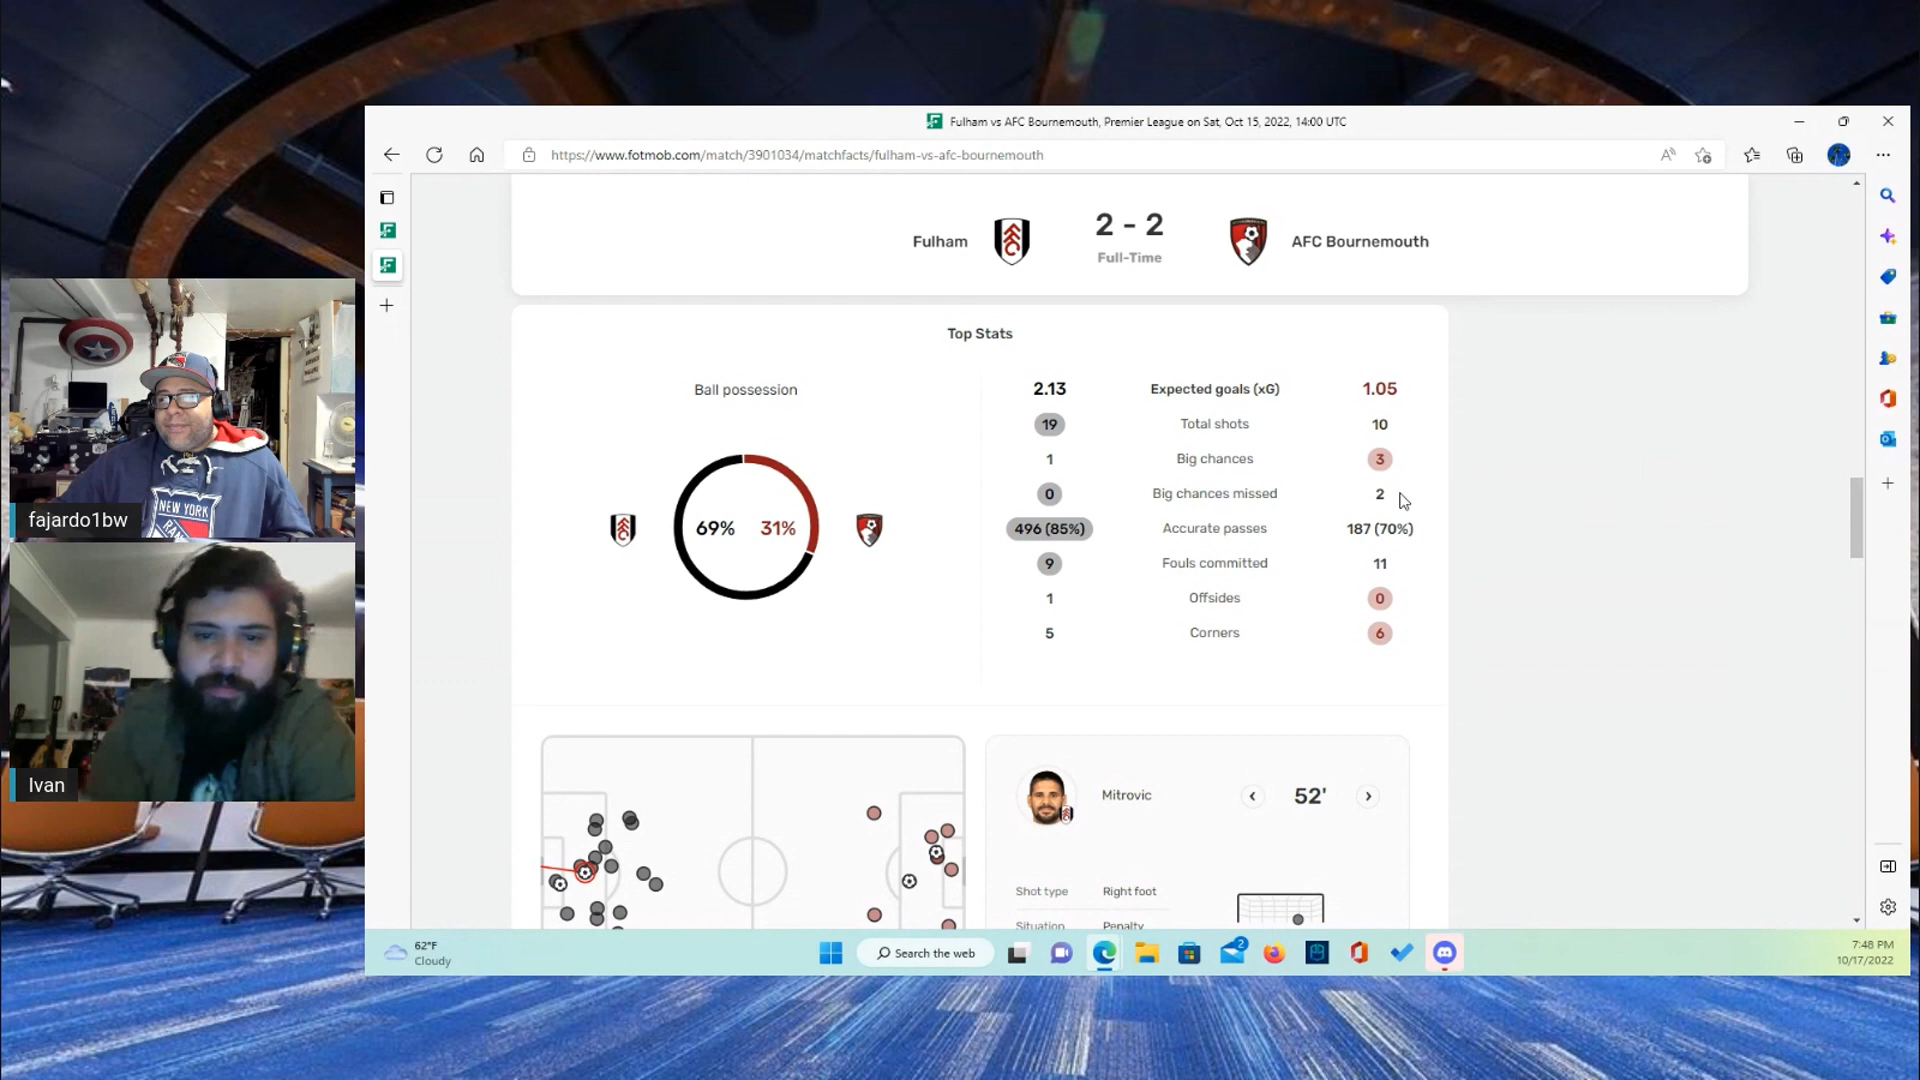 Fulham vs AFC Bournemouth, Premier League on Sat, Oct 15, 2022, 14:00 UTC
https://www.fotmob.com/match/3901034/matchfacts/fulham-vs-afc-bournemouth
Fulham
2 - 2
Full-Time
AFC Bournemouth
Top Stats
Ball possession
69%
31%
2.13 Expected goals (xG) 1.05
19 Total shots 10
1 Big chances 3
0 Big chances missed 2
496 (85%) Accurate passes 187 (70%)
9 Fouls committed 11
1 Offsides 0
5 Corners 6
Mitrovic
52'
Shot type Right foot
Situation Penalty
fajardo1bw
NEW YORK
Ivan
62°F
Cloudy
Search the web
2
7:48 PM
10/17/2022